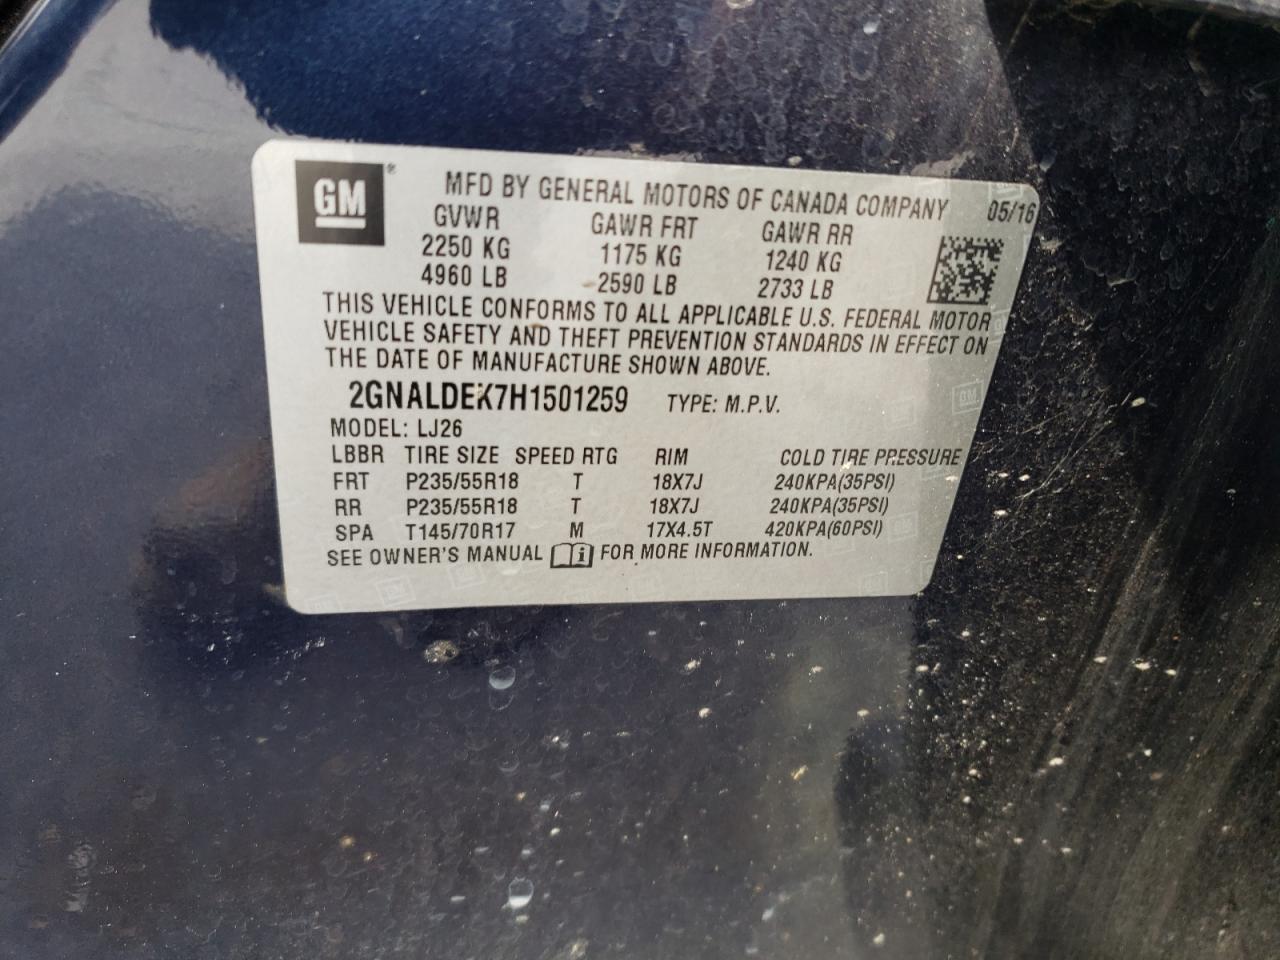 GM ® MFD BY GENERAL MOTORS OF CANADA COMPANY 05/16
GVWR GAWR FRT GAWR RR
2250 KG 1175 KG 1240 KG
4960 LB 2590 LB 2733 LB
THIS VEHICLE CONFORMS TO ALL APPLICABLE U.S. FEDERAL MOTOR
VEHICLE SAFETY AND THEFT PREVENTION STANDARDS IN EFFECT ON
THE DATE OF MANUFACTURE SHOWN ABOVE.
2GNALDEK7H1501259 TYPE: M.P.V.
MODEL: LJ26
LBBR TIRE SIZE SPEED RTG RIM COLD TIRE PRESSURE
FRT P235/55R18 T 18X7J 240KPA(35PSI)
RR P235/55R18 T 18X7J 240KPA(35PSI)
SPA T145/70R17 M 17X4.5T 420KPA(60PSI)
SEE OWNER'S MANUAL FOR MORE INFORMATION.